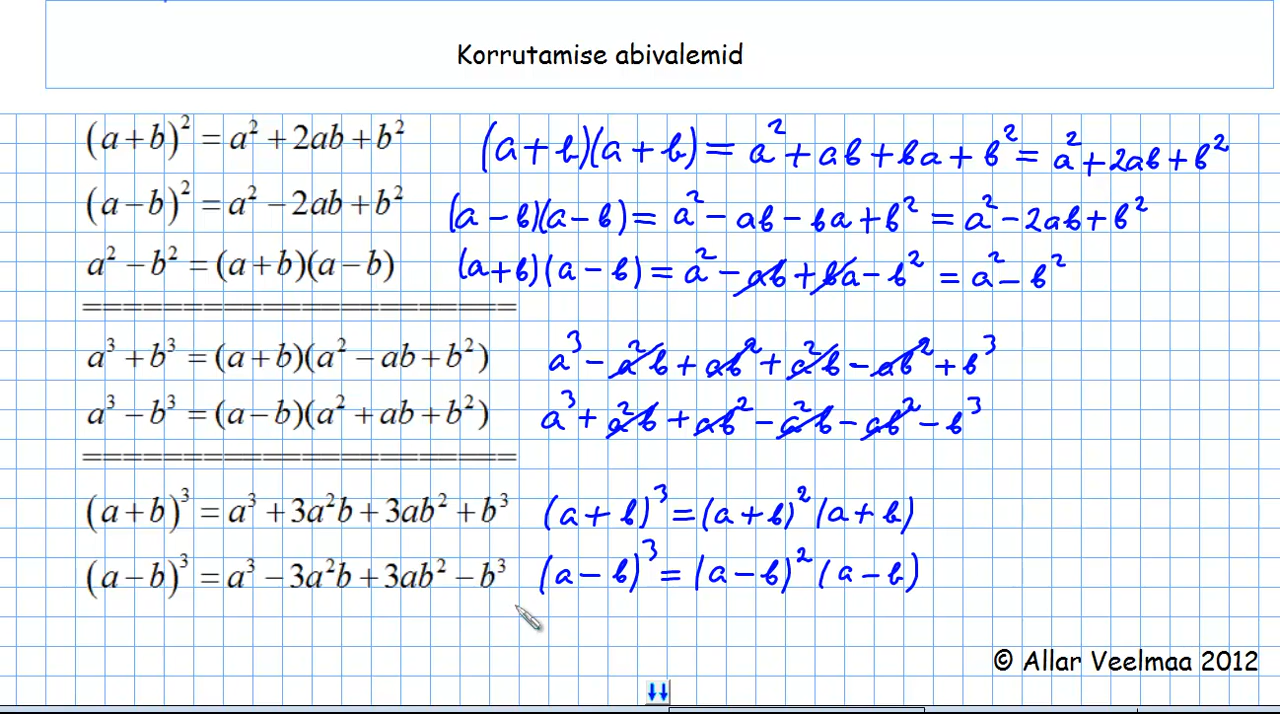 Korrutamise abivalemid
(a+b)² = a² + 2ab + b² (a+b)(a+b) = a² + ab + ba + b² = a² + 2ab + b²
(a−b)² = a² − 2ab + b² (a−b)(a−b) = a² − ab − ba + b² = a² − 2ab + b²
a² − b² = (a+b)(a−b) (a+b)(a−b) = a² − ab + ba − b² = a² − b²
================================
a³ + b³ = (a+b)(a² − ab + b²) a³ − a²b + ab² + a²b − ab² + b³
a³ − b³ = (a−b)(a² + ab + b²) a³ + a²b + ab² − a²b − ab² − b³
================================
(a+b)³ = a³ + 3a²b + 3ab² + b³ (a+b)³ = (a+b)²(a+b)
(a−b)³ = a³ − 3a²b + 3ab² − b³ (a−b)³ = (a−b)²(a−b)
© Allar Veelmaa 2012